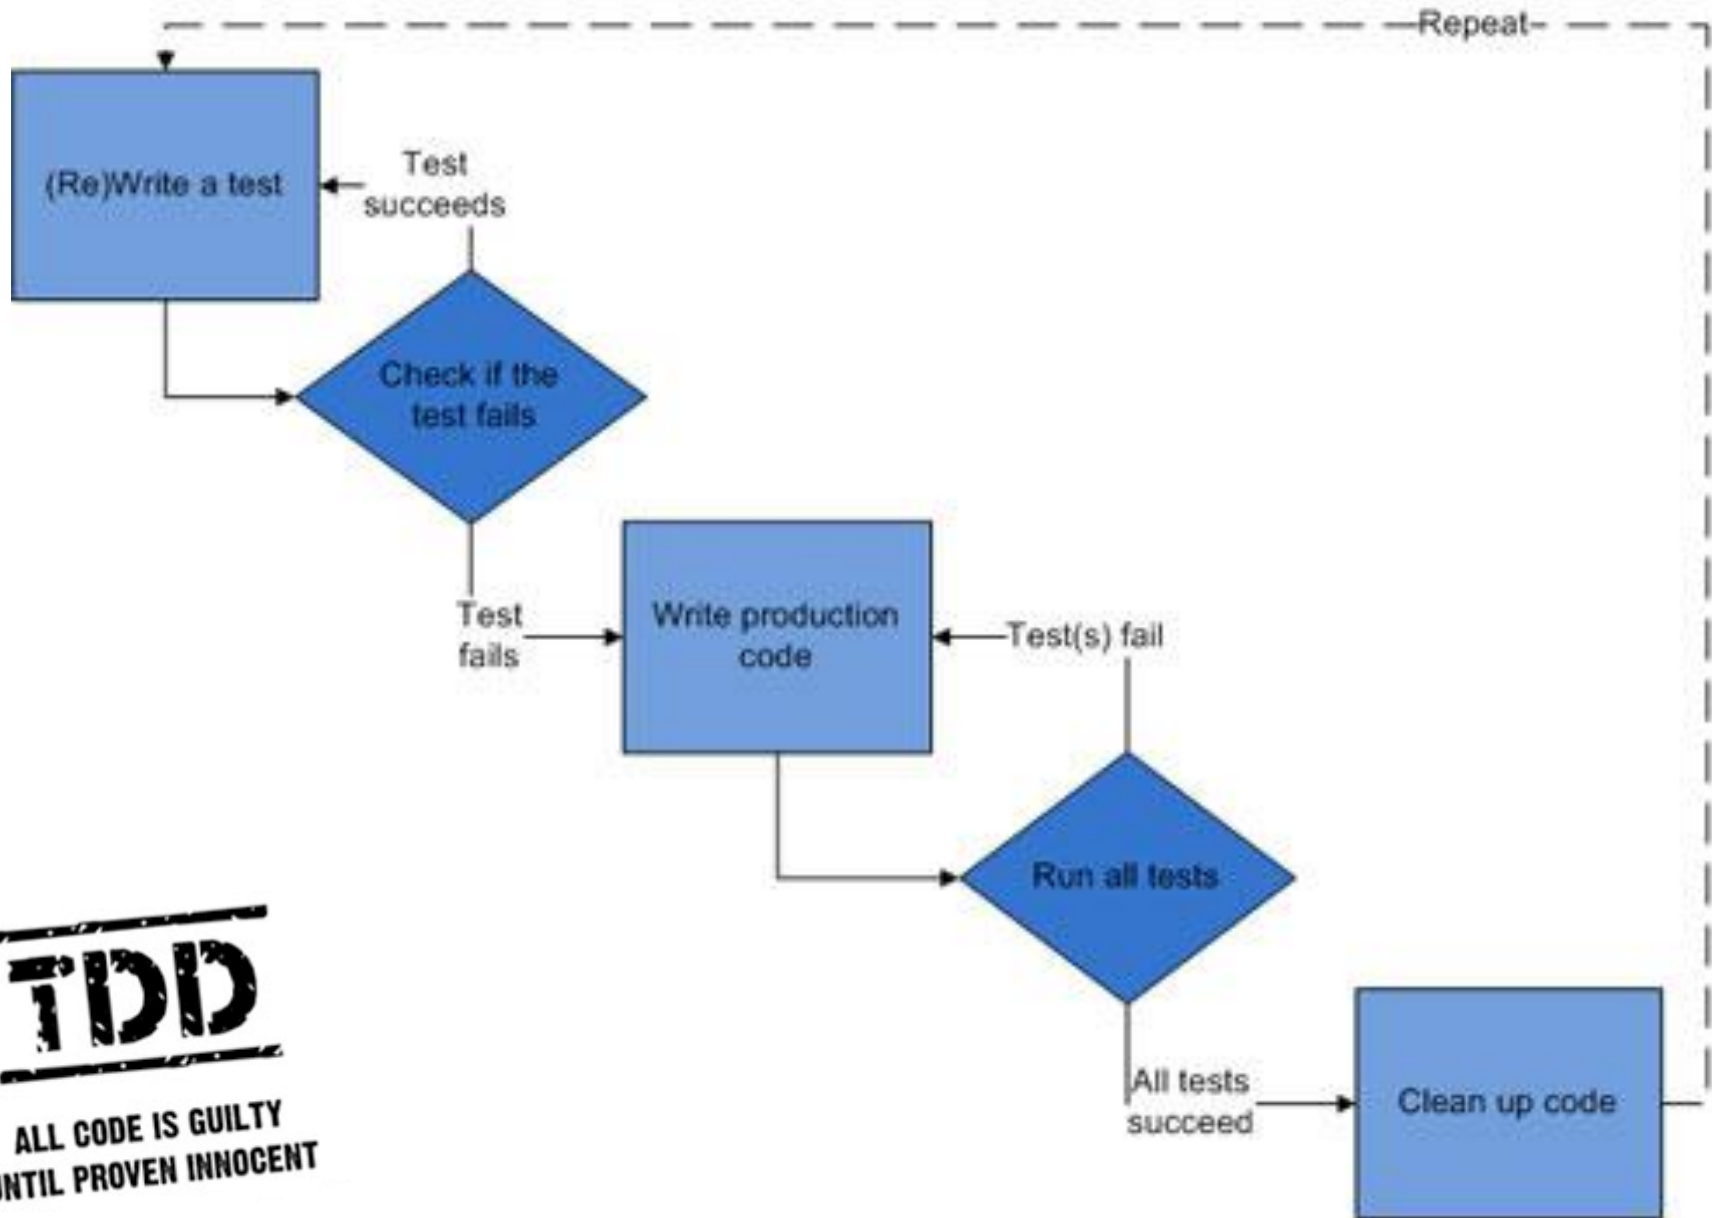 Repeat
(Re)Write a test
Test
succeeds
Check if the
test fails
Test
fails
Write production
code
Test(s) fail
Run all tests
All tests
succeed
Clean up code
TDD
ALL CODE IS GUILTY
UNTIL PROVEN INNOCENT